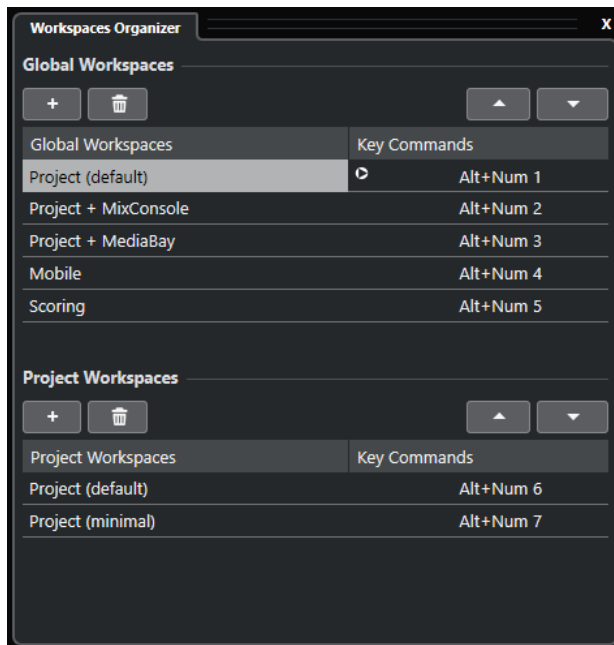 Workspaces Organizer X
Global Workspaces
+
Global Workspaces Key Commands
Project (default) Alt+Num 1
Project + MixConsole Alt+Num 2
Project + MediaBay Alt+Num 3
Mobile Alt+Num 4
Scoring Alt+Num 5
Project Workspaces
+
Project Workspaces Key Commands
Project (default) Alt+Num 6
Project (minimal) Alt+Num 7